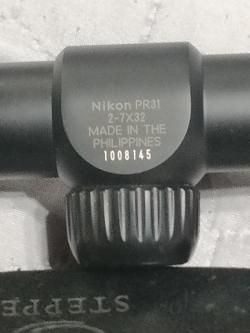 Nikon PR31
2-7X32
MADE IN THE
PHILIPPINES
1008145
STEPPE